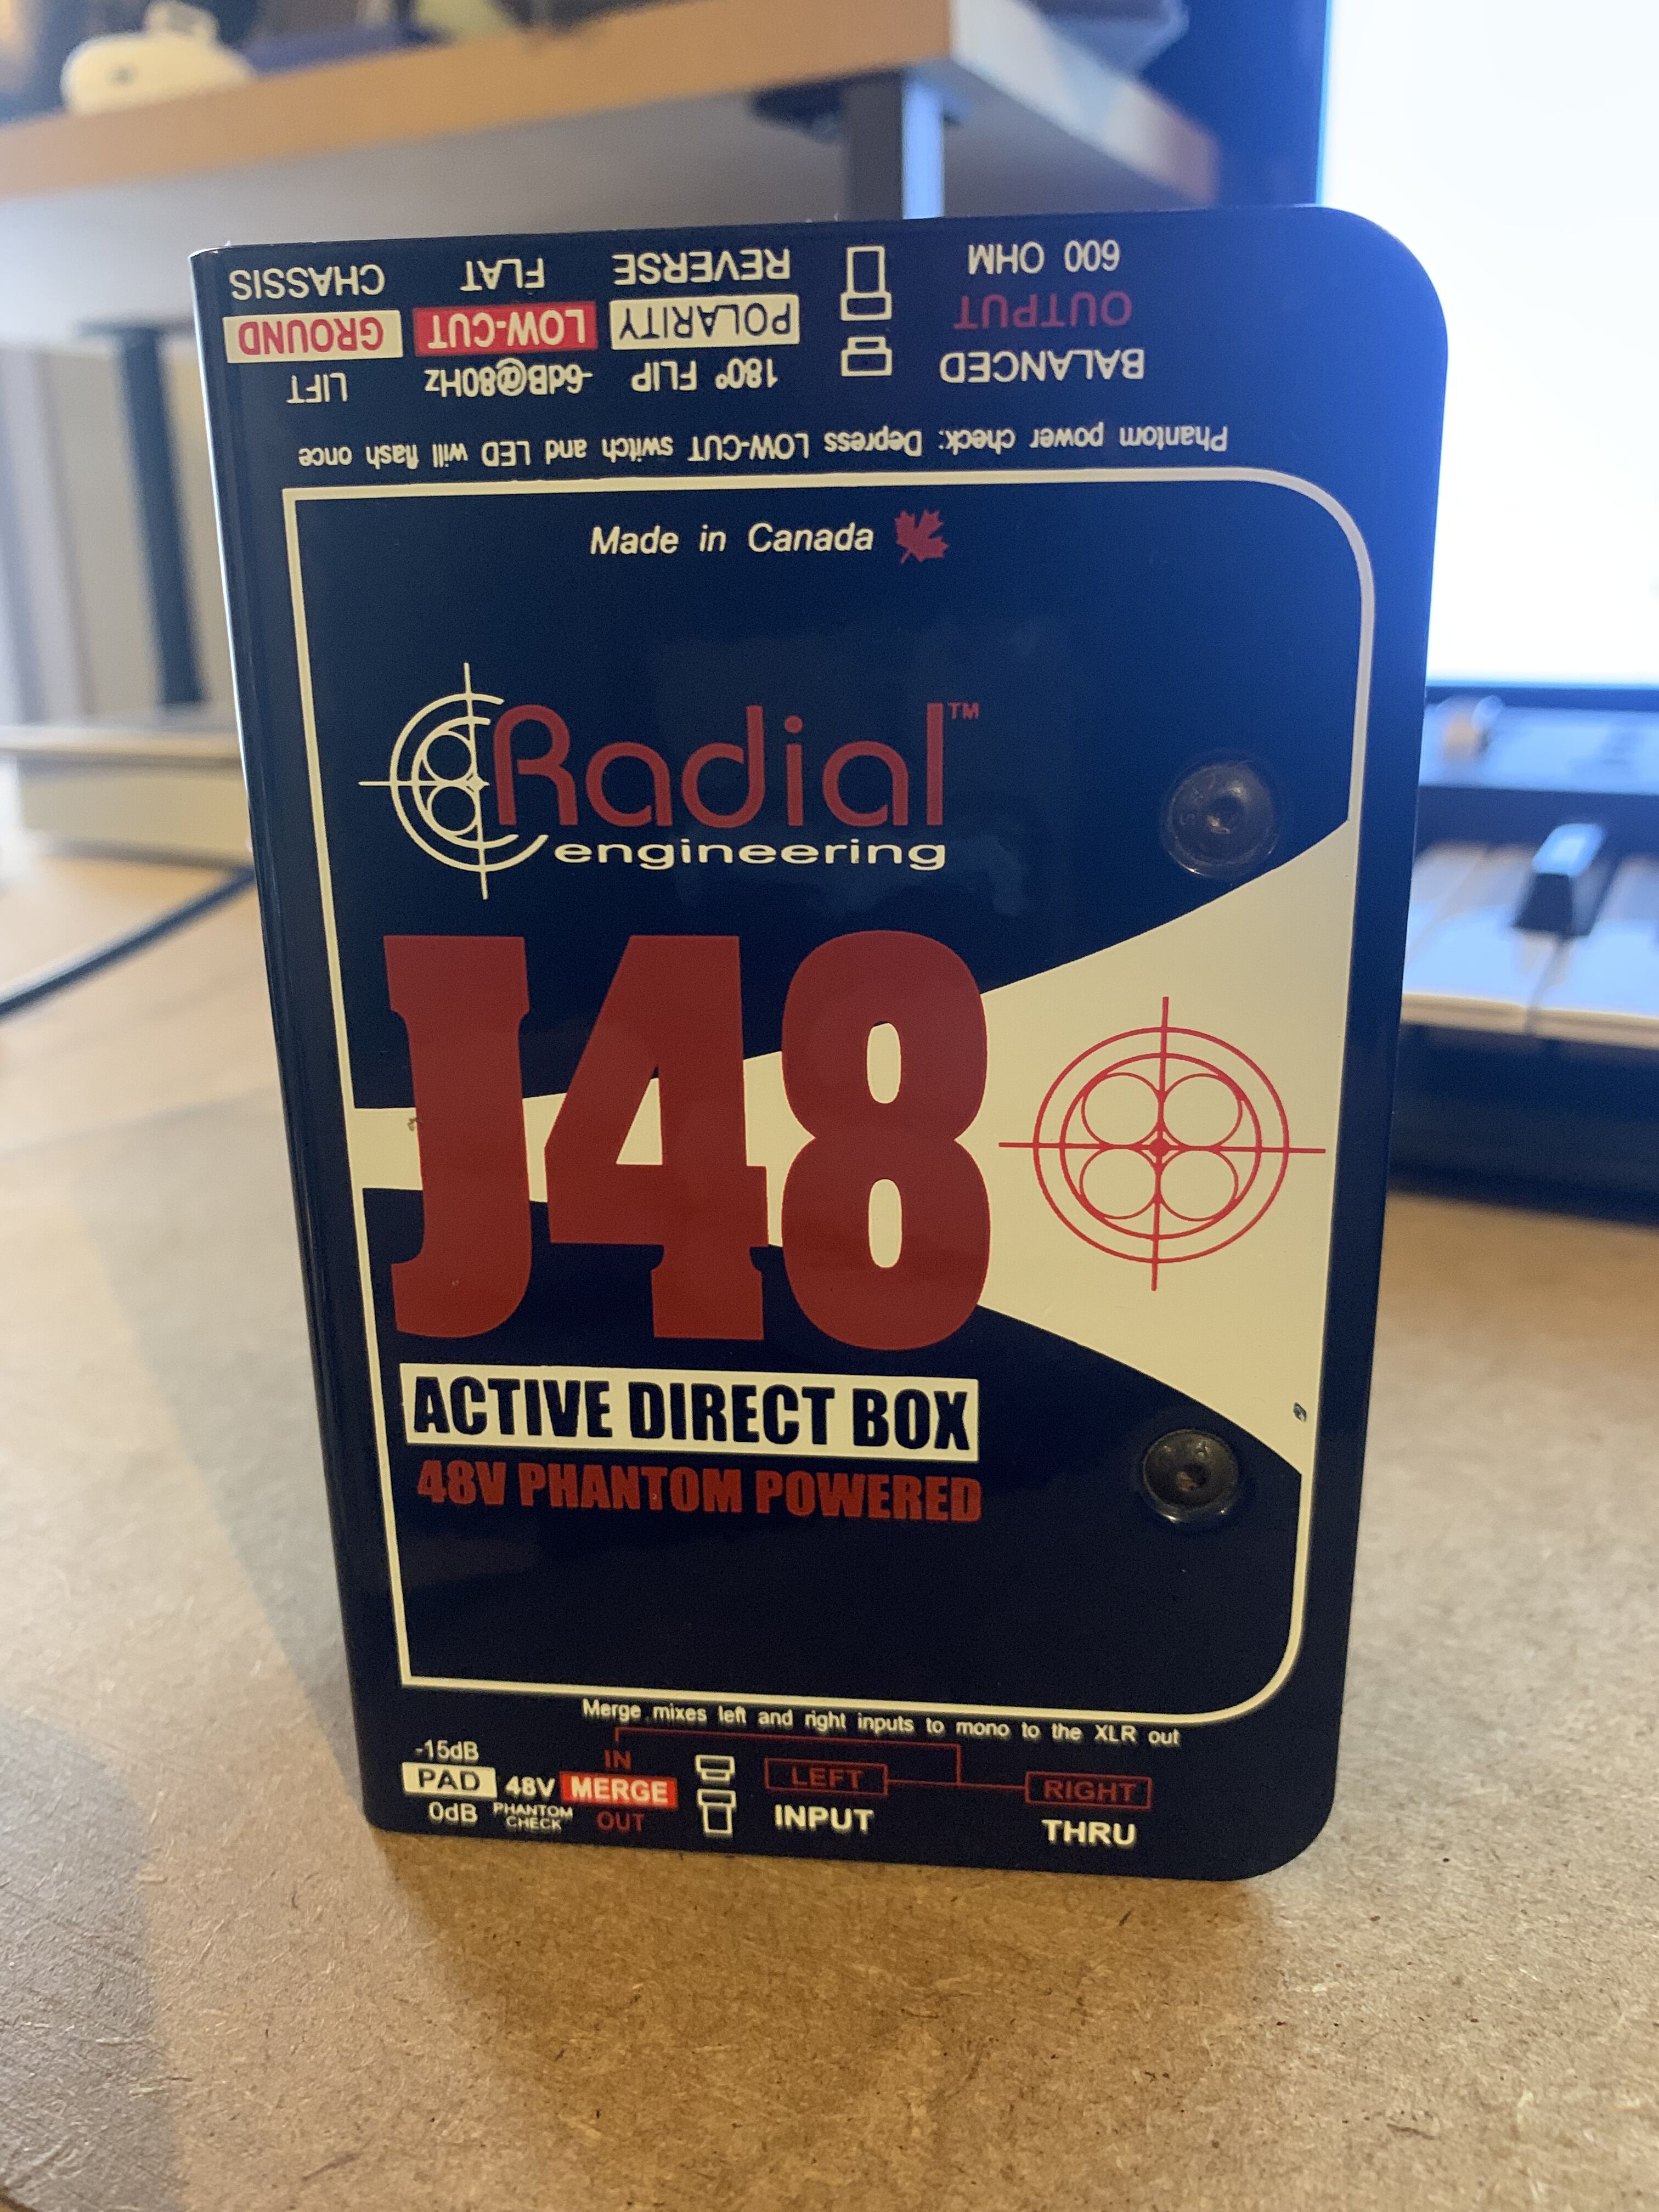 CHASSIS FLAT REVERSE 600 OHM
GROUND LOW-CUT POLARITY OUTPUT
LIFT -6dB@80Hz 180° FLIP BALANCED
Phantom power check: Depress LOW-CUT switch and LED will flash once
Made in Canada
Radial™
engineering
J48
ACTIVE DIRECT BOX
48V PHANTOM POWERED
Merge mixes left and right inputs to mono to the XLR out
-15dB IN
PAD 48V MERGE LEFT RIGHT
0dB PHANTOM CHECK OUT INPUT THRU